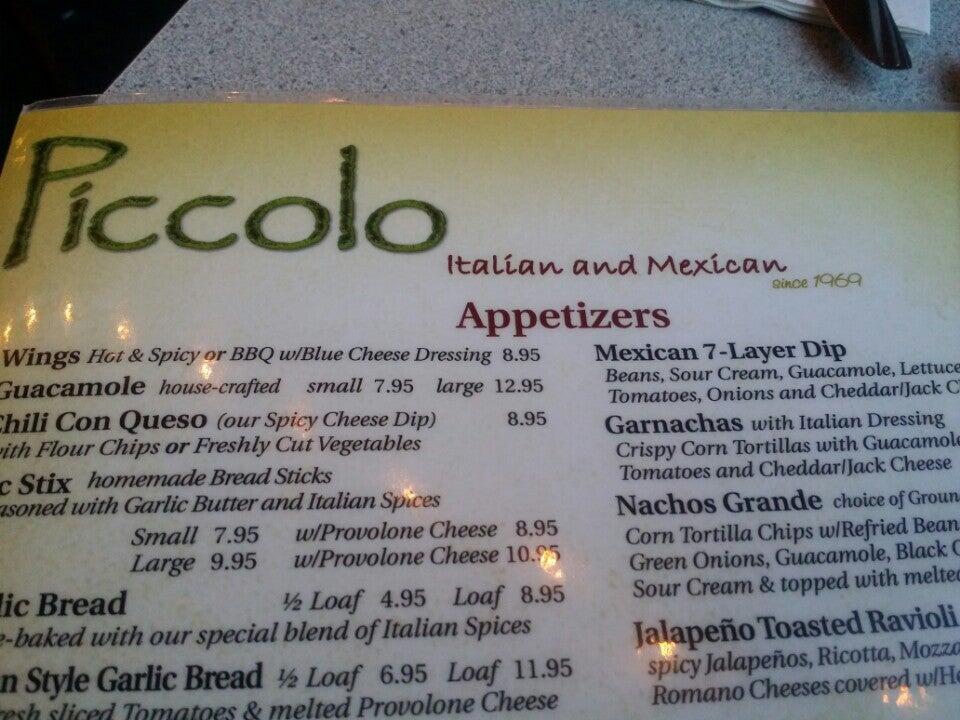 Piccolo
Italian and Mexican
since 1969
Appetizers
Wings Hot & Spicy or BBQ w/Blue Cheese Dressing 8.95
Guacamole house-crafted small 7.95 large 12.95
Chili Con Queso (our Spicy Cheese Dip) 8.95
with Flour Chips or Freshly Cut Vegetables
Stix homemade Bread Sticks
with Garlic Butter and Italian Spices
Small 7.95 w/Provolone Cheese 8.95
Large 9.95 w/Provolone Cheese 10.95
Bread ½ Loaf 4.95 Loaf 8.95
with our special blend of Italian Spices
Style Garlic Bread ½ Loaf 6.95 Loaf 11.95
sliced Tomatoes & melted Provolone Cheese
Mexican 7-Layer Dip
Beans, Sour Cream, Guacamole, Lettuce
Tomatoes, Onions and Cheddar/Jack
Garnachas with Italian Dressing
Crispy Corn Tortillas with Guacamole
Tomatoes and Cheddar/Jack Cheese
Nachos Grande choice of
Corn Tortilla Chips w/Refried
Green Onions, Guacamole, Black
Sour Cream & topped with melted
Jalapeño Toasted Ravioli
spicy Jalapeños, Ricotta,
Romano Cheeses covered